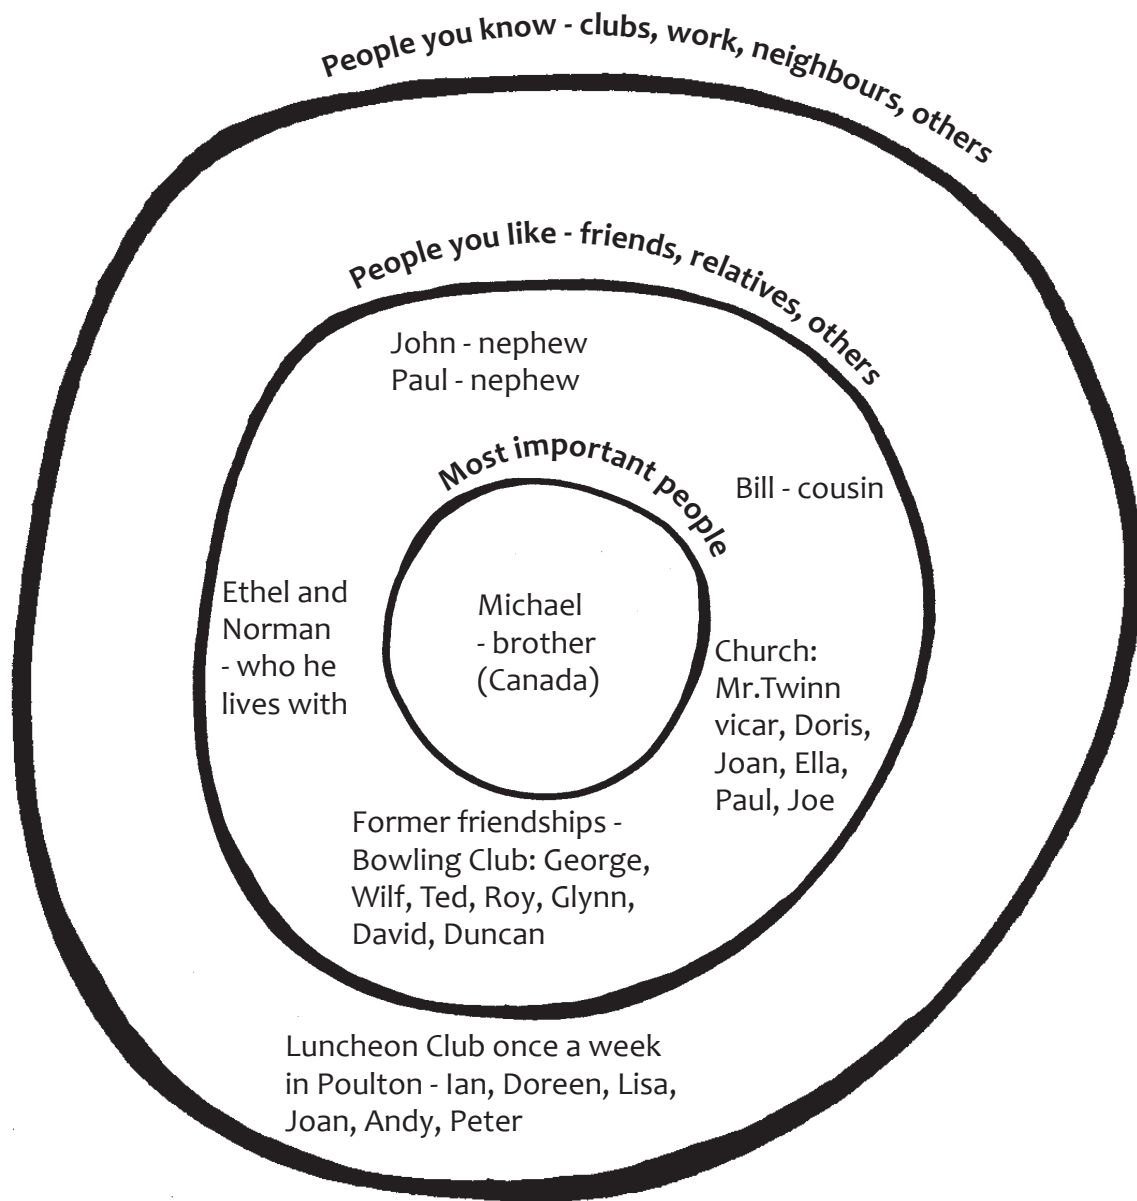 People you know - clubs, work, neighbours, others
People you like - friends, relatives, others
John - nephew
Paul - nephew
Most important people
Bill - cousin
Ethel and
Norman
- who he
lives with
Michael
- brother
(Canada)
Church:
Mr.Twinn
vicar, Doris,
Joan, Ella,
Paul, Joe
Former friendships -
Bowling Club: George,
Wilf, Ted, Roy, Glynn,
David, Duncan
Luncheon Club once a week
in Poulton - Ian, Doreen, Lisa,
Joan, Andy, Peter